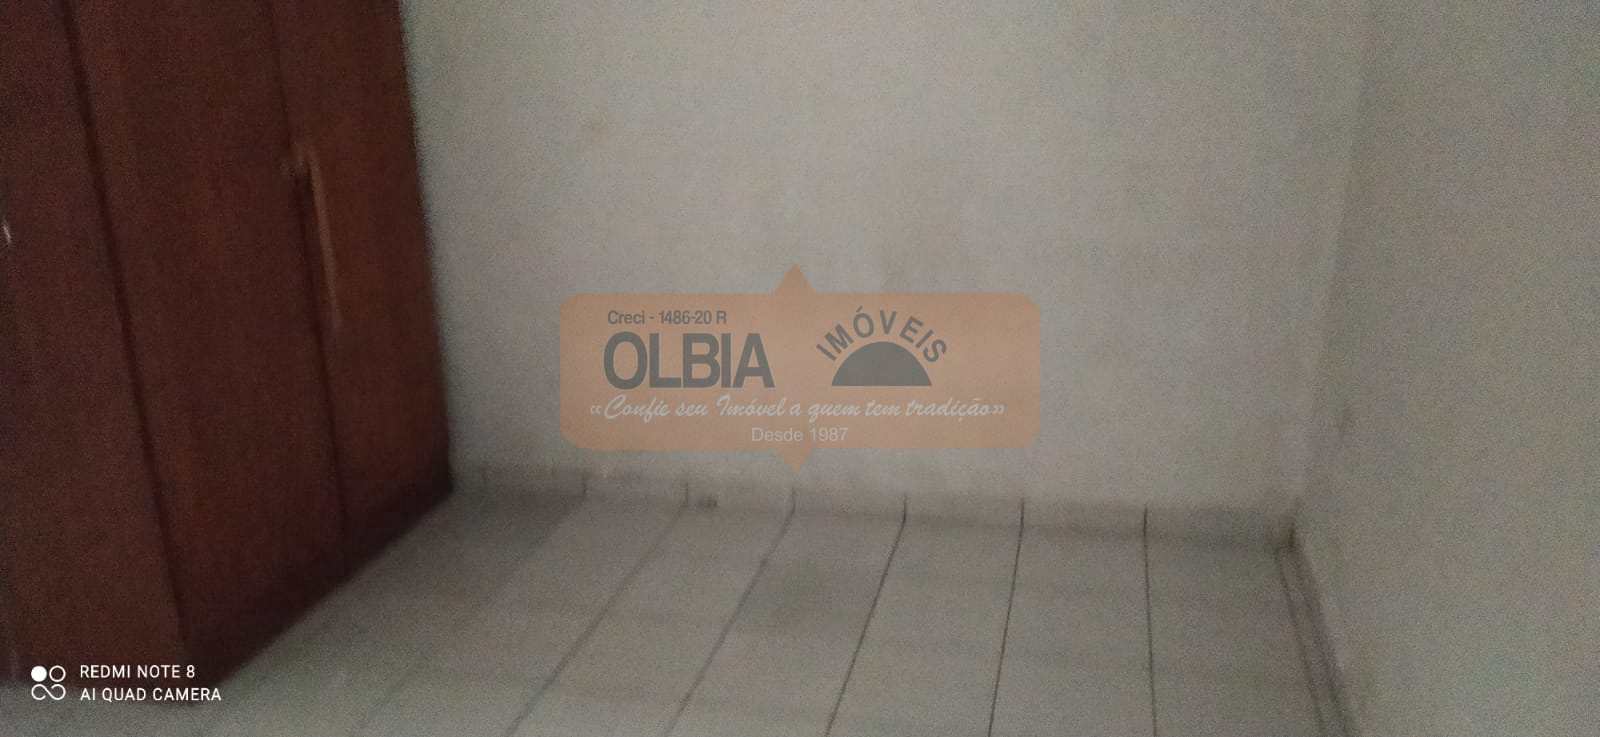 Creci - 1486-20 R
OLBIA IMÓVEIS
«Confie seu Imóvel a quem tem tradição»
Desde 1987
REDMI NOTE 8
AI QUAD CAMERA